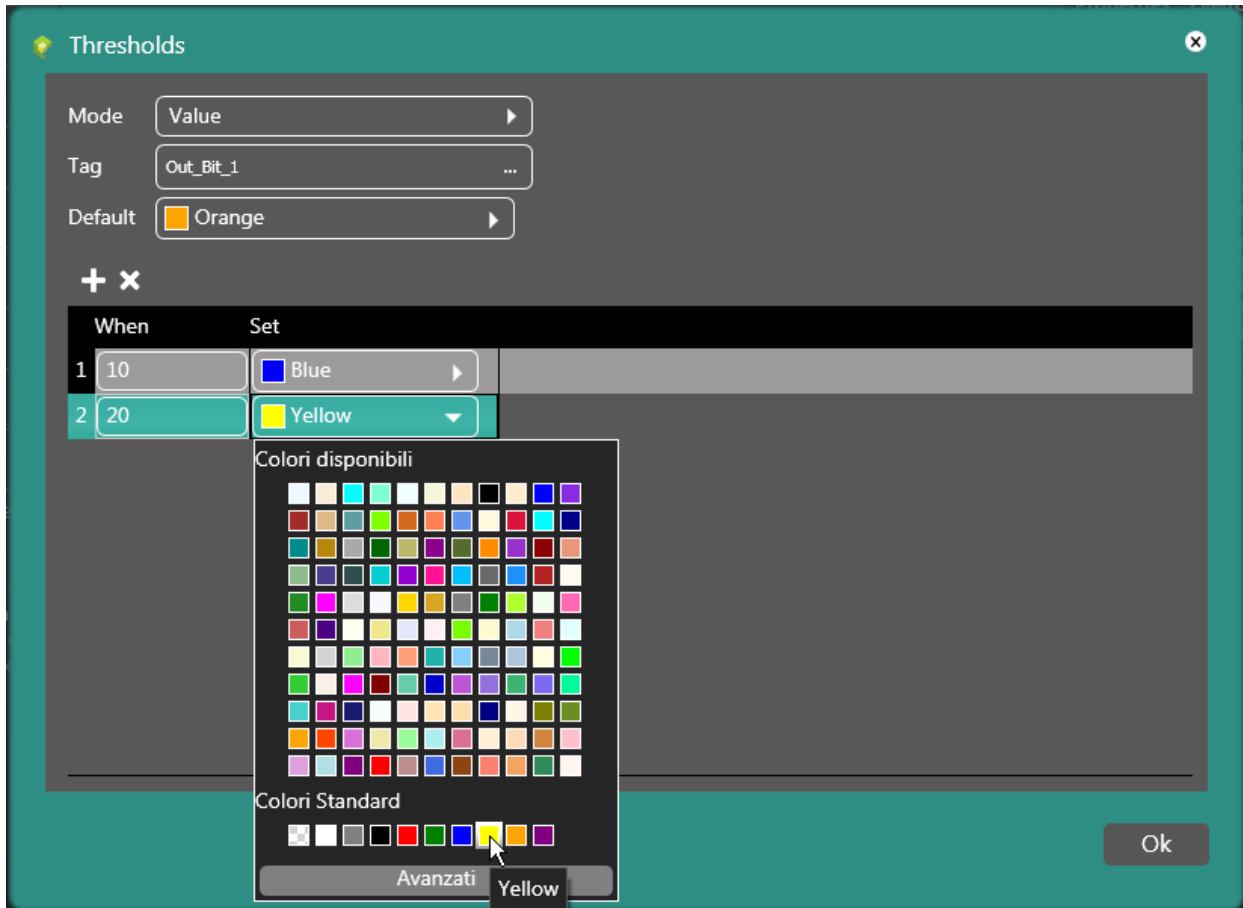 Thresholds
Mode Value
Tag Out_Bit_1 ...
Default Orange
When Set
1 10 Blue
2 20 Yellow
Colori disponibili
Colori Standard
Avanzati
Yellow
Ok